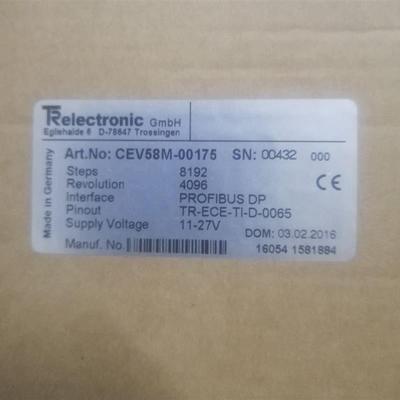 TRelectronic GmbH
Eglishalde 6 D-78647 Trossingen
Made in Germany
Art.No: CEV58M-00175 SN: 00432 000
Steps 8192
Revolution 4096
Interface PROFIBUS DP
Pinout TR-ECE-TI-D-0065
Supply Voltage 11-27V
DOM: 03.02.2016
Manuf. No.
16054 1581884
CE